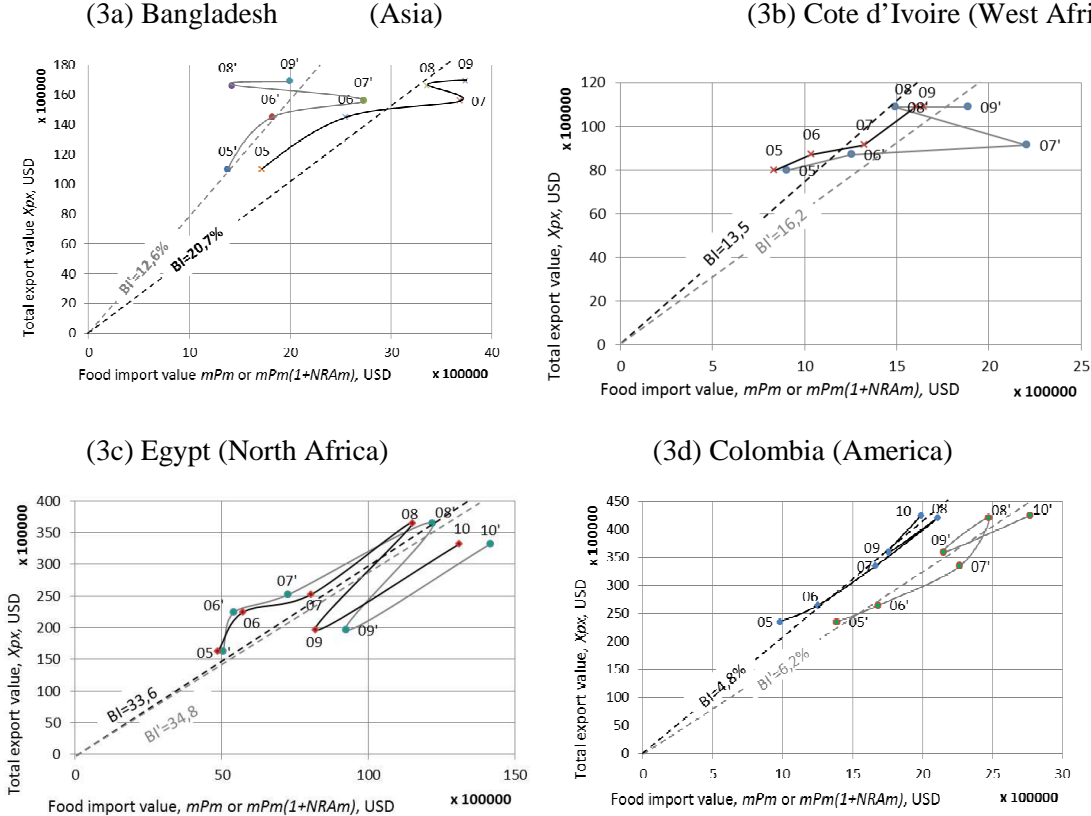 (3a) Bangladesh (Asia)
180
160
140
120
100
80
60
40
20
0
x 100000
Total export value Xpx, USD
08'
09'
08
09
07'
07
06'
06
05'
05
BI'=12,6%
BI=20,7%
0 20 30 40
Food import value mPm or mPm(1+NRAm), USD
x 100000
(3b) Cote d'Ivoire (West Afri
120
100
80
60
40
20
0
x 100000
Total export value, Xpx, USD
08
09
08'
09'
07
07'
06
06'
05
05'
BI=13,5
BI'=16,2
0 5 10 15 20 25
Food import value, mPm or mPm(1+NRAm), USD
x 100000
(3c) Egypt (North Africa)
400
350
300
250
200
150
100
50
0
x 100000
Total export value, Xpx, USD
08
08'
10
10'
07'
07
06'
06
09
09'
05
'
BI=33,6
BI'=34,8
0 50 100 150
Food import value, mPm or mPm(1+NRAm), USD
x 100000
(3d) Colombia (America)
450
400
350
300
250
200
150
100
50
0
x 100000
Total export value, Xpx, USD
10
08
08'
10'
09
09'
07
07'
06
06'
05
05'
BI=4,8%
BI'=6,2%
0 5 10 15 20 25 30
Food import value, mPm or mPm(1+NRAm), USD
x 100000